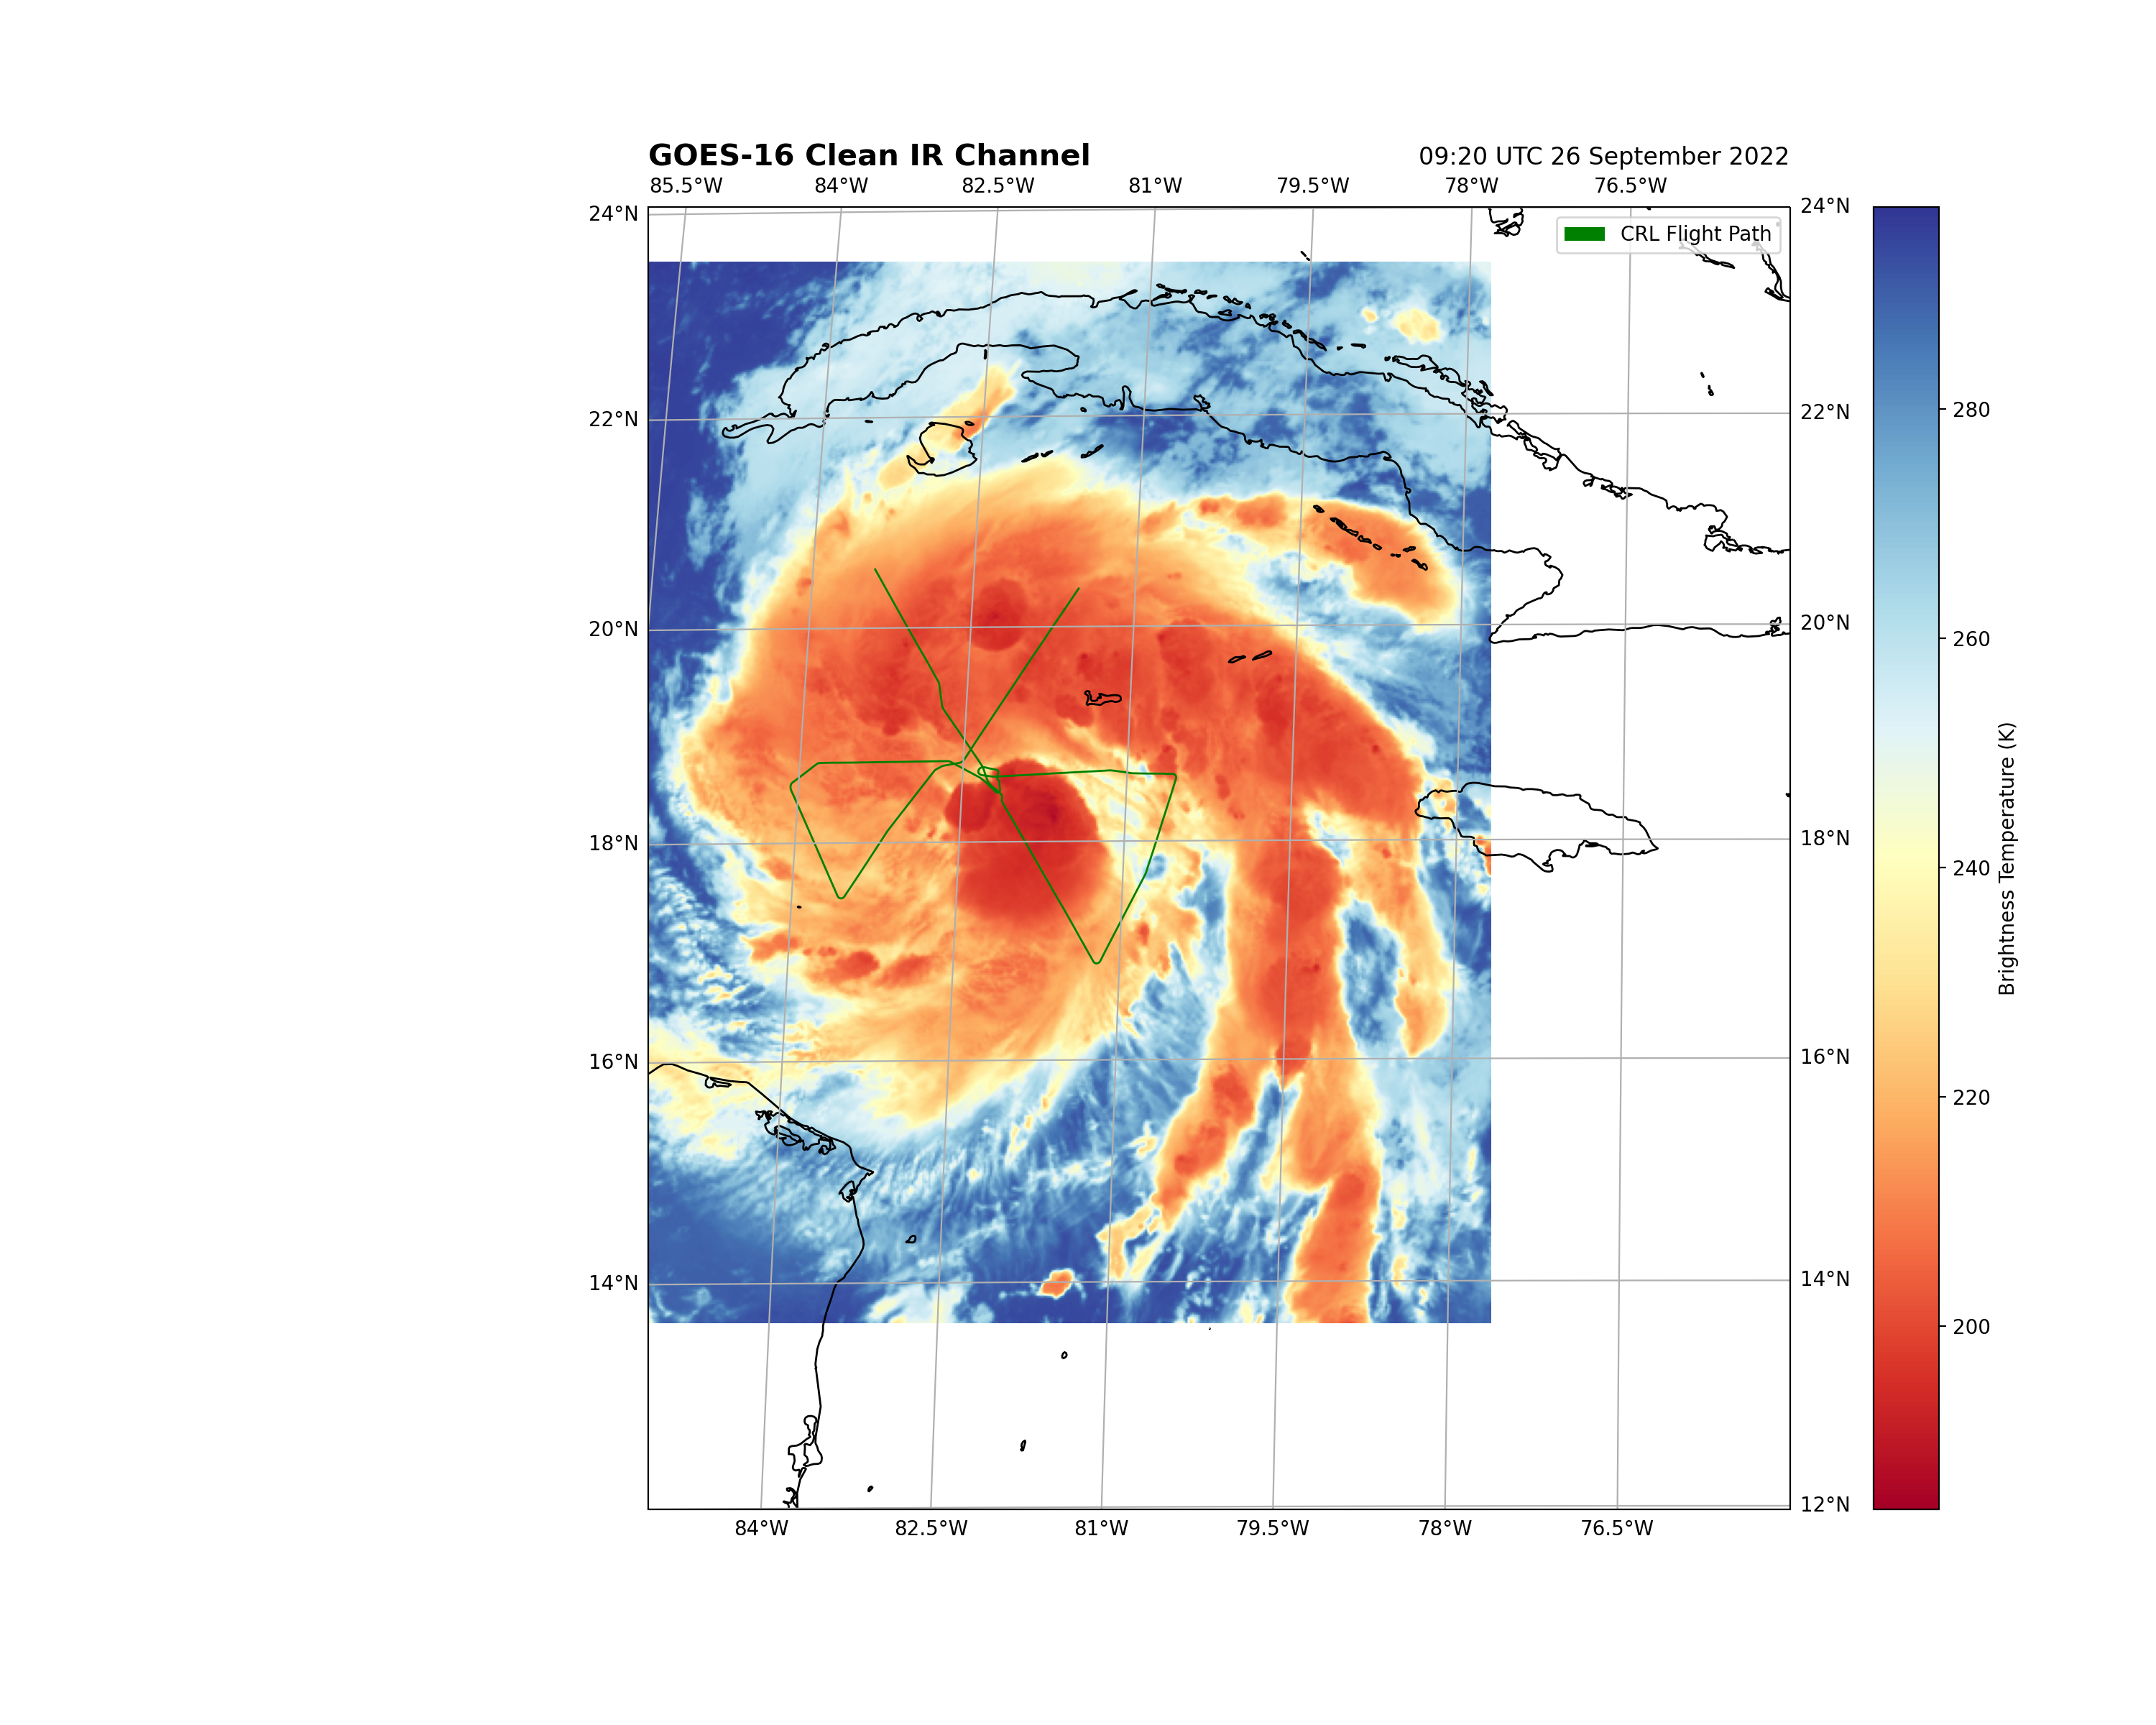 GOES-16 Clean IR Channel
09:20 UTC 26 September 2022
85.5°W 84°W 82.5°W 81°W 79.5°W 78°W 76.5°W
24°N 24°N
CRL Flight Path
22°N 22°N
280
20°N 20°N
260
18°N 18°N
240
Brightness Temperature (K)
16°N 16°N
220
14°N 14°N
200
12°N
84°W 82.5°W 81°W 79.5°W 78°W 76.5°W